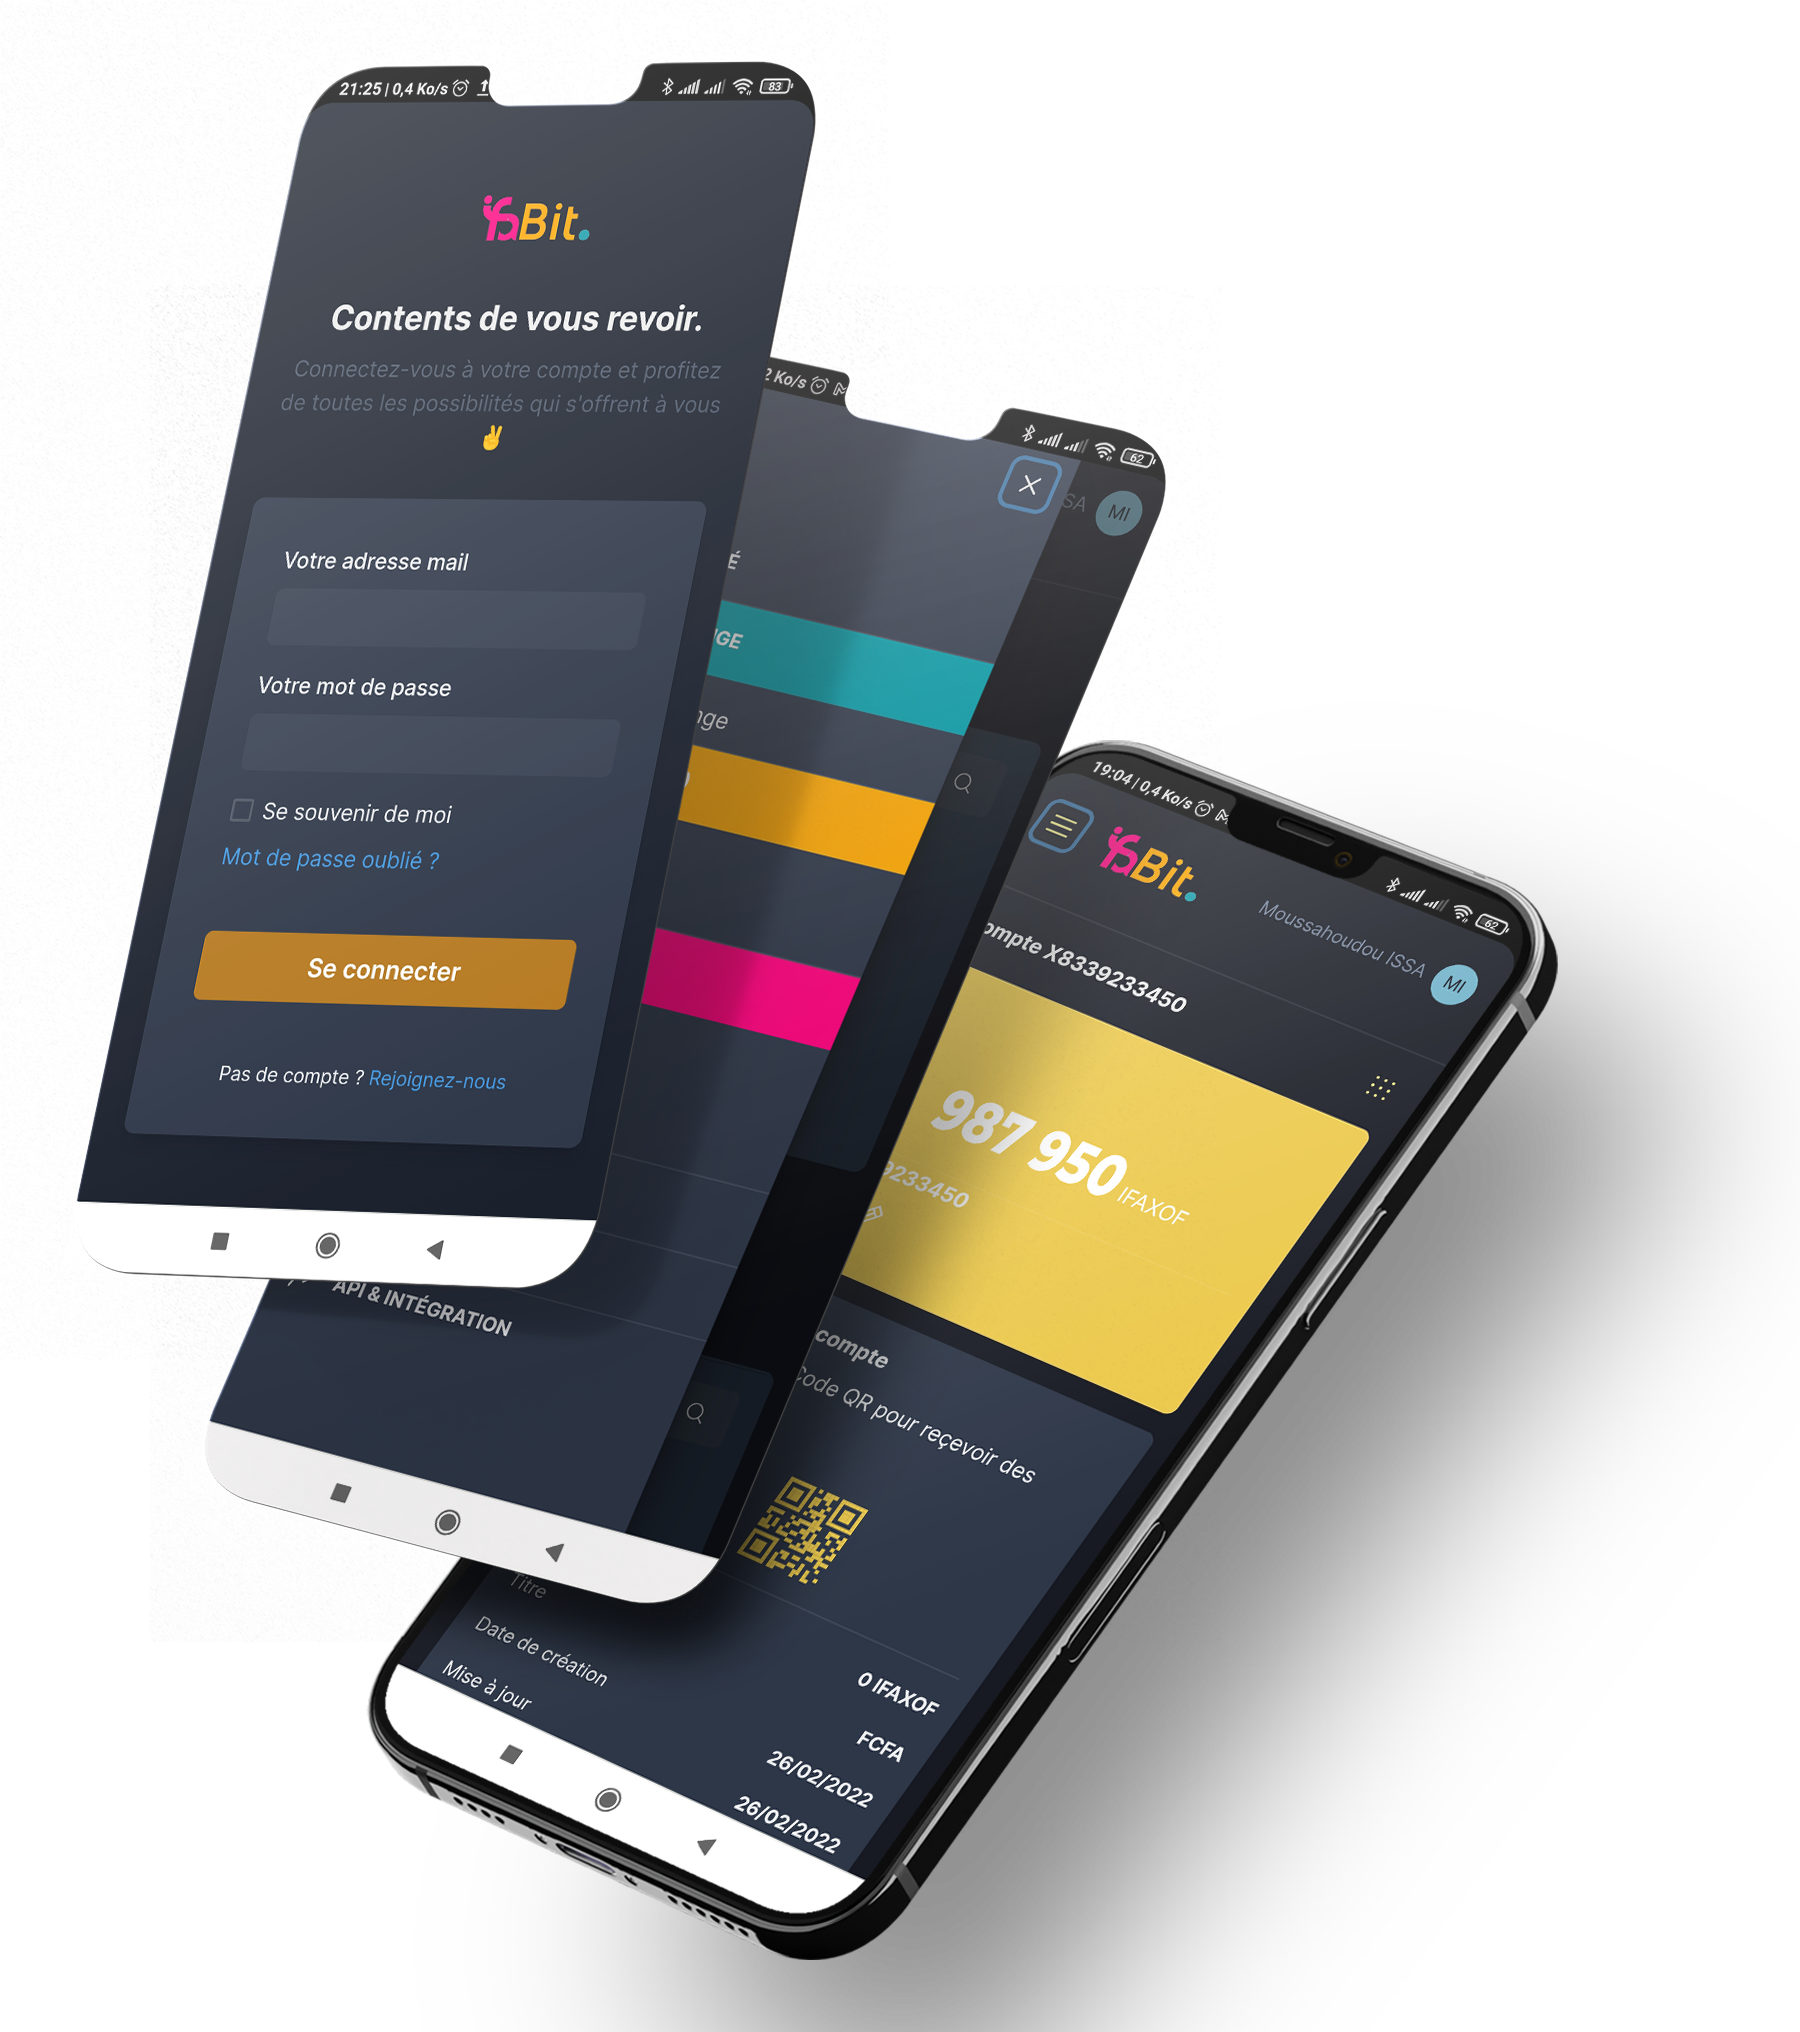 21:25 | 0,4 Ko/s
83
ifaBit.
Contents de vous revoir.
Connectez-vous à votre compte et profitez
de toutes les possibilités qui s'offrent à vous
✌
Votre adresse mail
Votre mot de passe
Se souvenir de moi
Mot de passe oublié ?
Se connecter
Pas de compte ? Rejoignez-nous
2 Ko/s
62
SA MI
É
NGE
nge
API & INTÉGRATION
19:04 | 0,4 Ko/s
62
ifaBit.
Moussahoudou ISSA MI
ompte X8339233450
987 950 IFAXOF
9233450
compte
Code QR pour reçevoir des
0 IFAXOF
Titre
FCFA
Date de création
26/02/2022
Mise à jour
26/02/2022